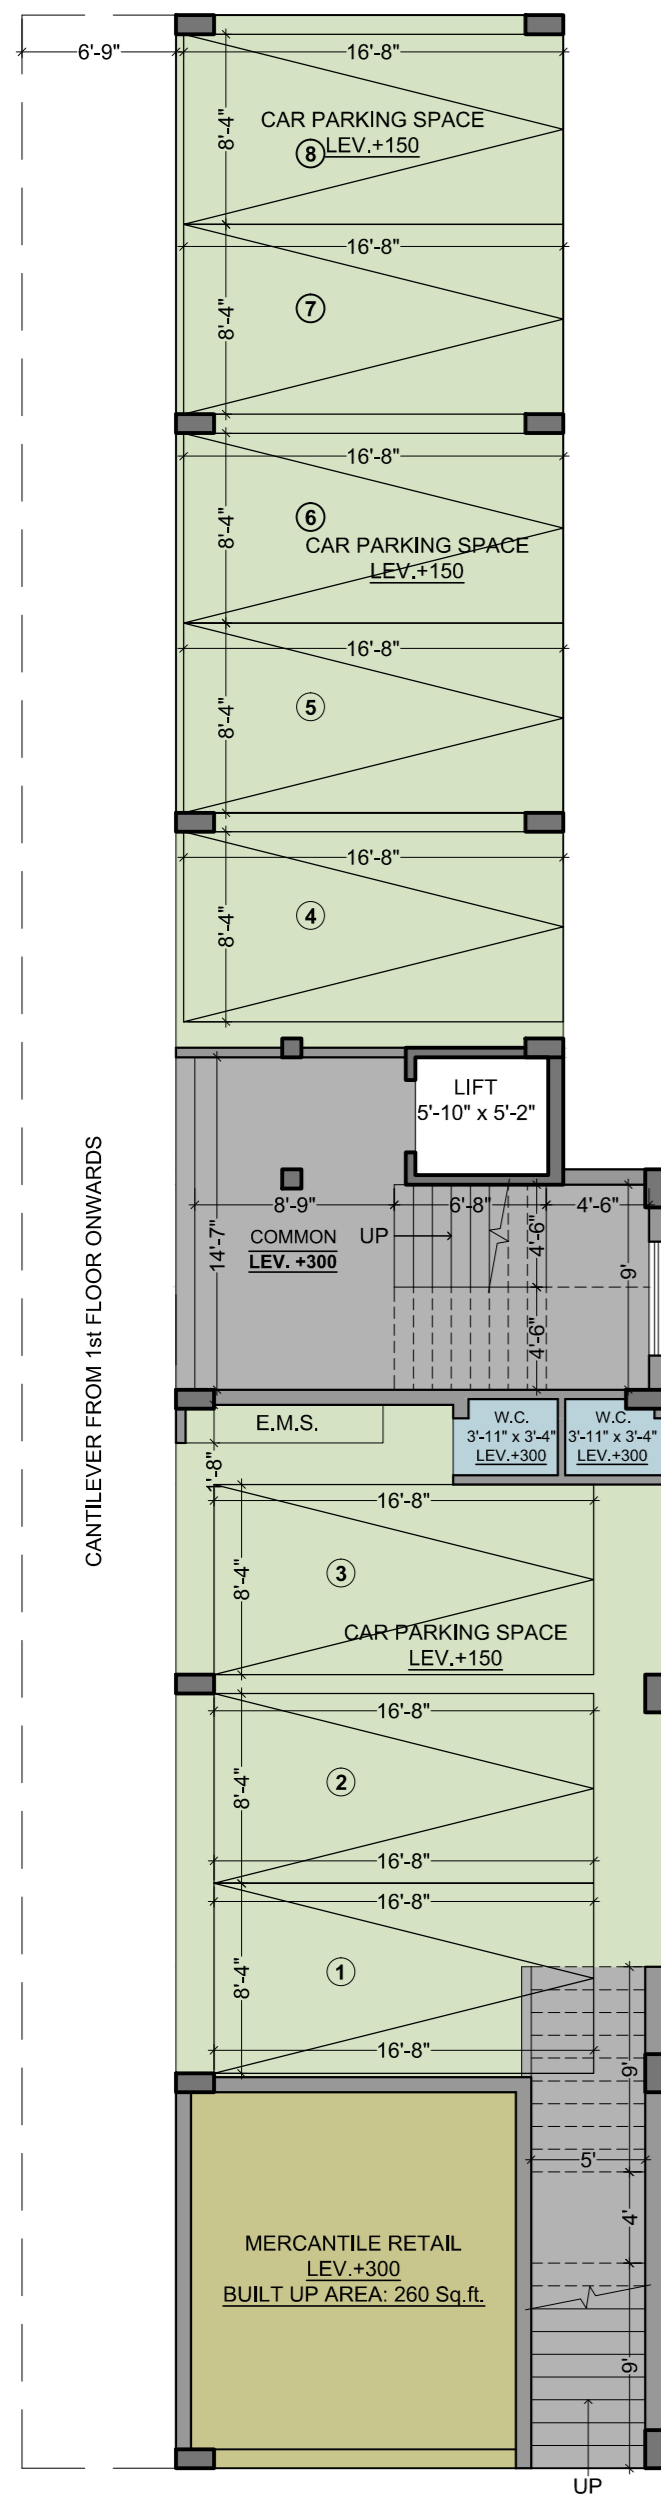 6'-9"
16'-8"
CAR PARKING SPACE
LEV.+150
8'-4"
8
16'-8"
7
8'-4"
16'-8"
6
8'-4"
CAR PARKING SPACE
LEV.+150
16'-8"
5
8'-4"
16'-8"
4
8'-4"
LIFT
5'-10" x 5'-2"
CANTILEVER FROM 1st FLOOR ONWARDS
8'-9"
6'-8"
4'-6"
14'-7"
COMMON
LEV. +300
UP
4'-6"
9'
4'-6"
E.M.S.
W.C.
3'-11" x 3'-4"
LEV.+300
W.C.
3'-11" x 3'-4"
LEV.+300
1'-8"
16'-8"
3
8'-4"
CAR PARKING SPACE
LEV.+150
16'-8"
2
8'-4"
16'-8"
16'-8"
1
8'-4"
16'-8"
9'
5'
4'
MERCANTILE RETAIL
LEV.+300
BUILT UP AREA: 260 Sq.ft.
9'
UP